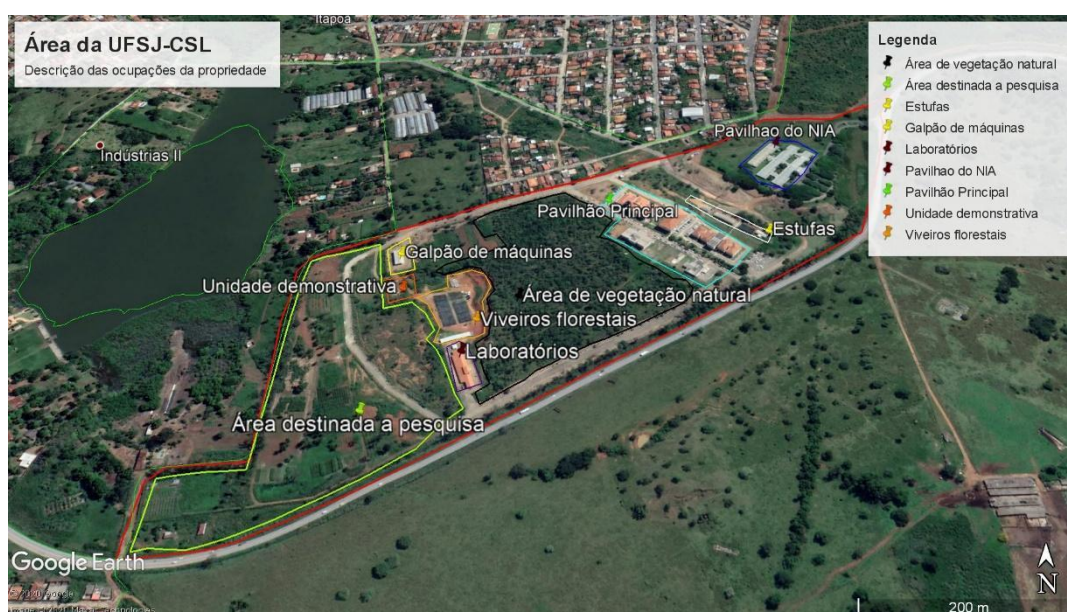 Itapoã
Área da UFSJ-CSL
Descrição das ocupações da propriedade
Legenda
Área de vegetação natural
Área destinada a pesquisa
Estufas
Galpão de máquinas
Laboratórios
Pavilhao do NIA
Pavilhão Principal
Unidade demonstrativa
Viveiros florestais
Pavilhao do NIA
Indústrias II
Pavilhão Principal
Estufas
Galpão de máquinas
Unidade demonstrativa
Área de vegetação natural
Viveiros florestais
Laboratórios
Área destinada a pesquisa
Google Earth
N
200 m